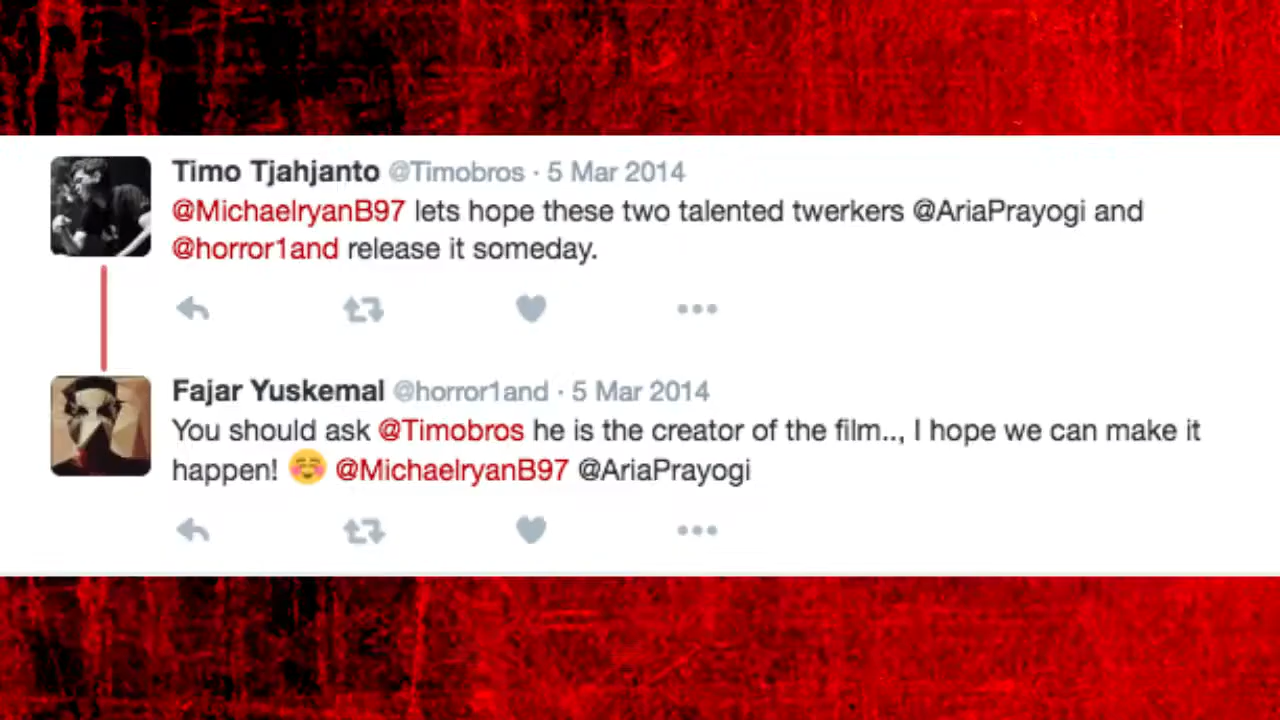 Timo Tjahjanto @Timobros · 5 Mar 2014
@MichaelryanB97 lets hope these two talented twerkers @AriaPrayogi and
@horror1and release it someday.
Fajar Yuskemal @horror1and · 5 Mar 2014
You should ask @Timobros he is the creator of the film.., I hope we can make it
happen! ☺️ @MichaelryanB97 @AriaPrayogi